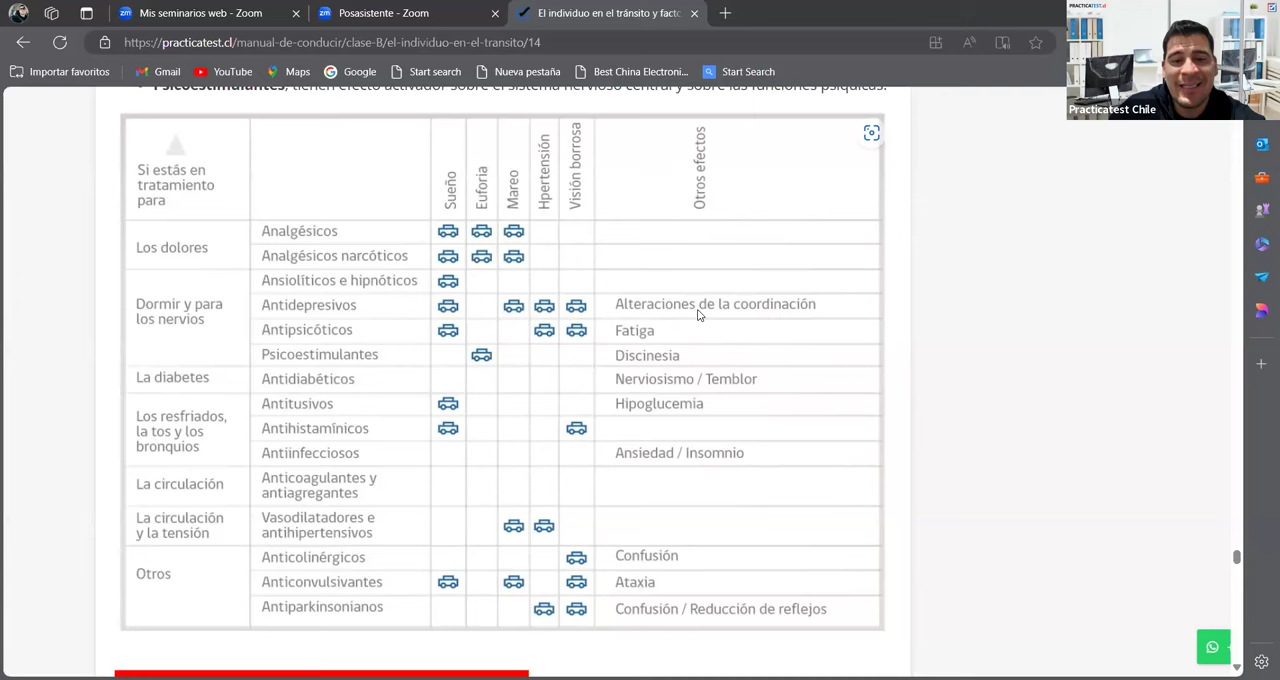 Mis seminarios web - Zoom
Posasistente - Zoom
El individuo en el tránsito y facto
https://practicatest.cl/manual-de-conducir/clase-B/el-individuo-en-el-transito/14
Importar favoritos
Gmail
YouTube
Maps
Google
Start search
Nueva pestaña
Best China Electroni...
Start Search
PRACTICATEST.cl
Practicatest Chile
Psicoestimulantes, tienen efecto activador sobre el sistema nervioso central y sobre las funciones psíquicas.
Si estás en
tratamiento
para
Sueño
Euforia
Mareo
Hpertensión
Visión borrosa
Otros efectos
Los dolores
Analgésicos
Analgésicos narcóticos
Dormir y para
los nervios
Ansiolíticos e hipnóticos
Antidepresivos
Alteraciones de la coordinación
Antipsicóticos
Fatiga
Psicoestimulantes
Discinesia
La diabetes
Antidiabéticos
Nerviosismo / Temblor
Los resfriados,
la tos y los
bronquios
Antitusivos
Hipoglucemia
Antihistamínicos
Antiinfecciosos
Ansiedad / Insomnio
La circulación
Anticoagulantes y
antiagregantes
La circulación
y la tensión
Vasodilatadores e
antihipertensivos
Otros
Anticolinérgicos
Confusión
Anticonvulsivantes
Ataxia
Antiparkinsonianos
Confusión / Reducción de reflejos